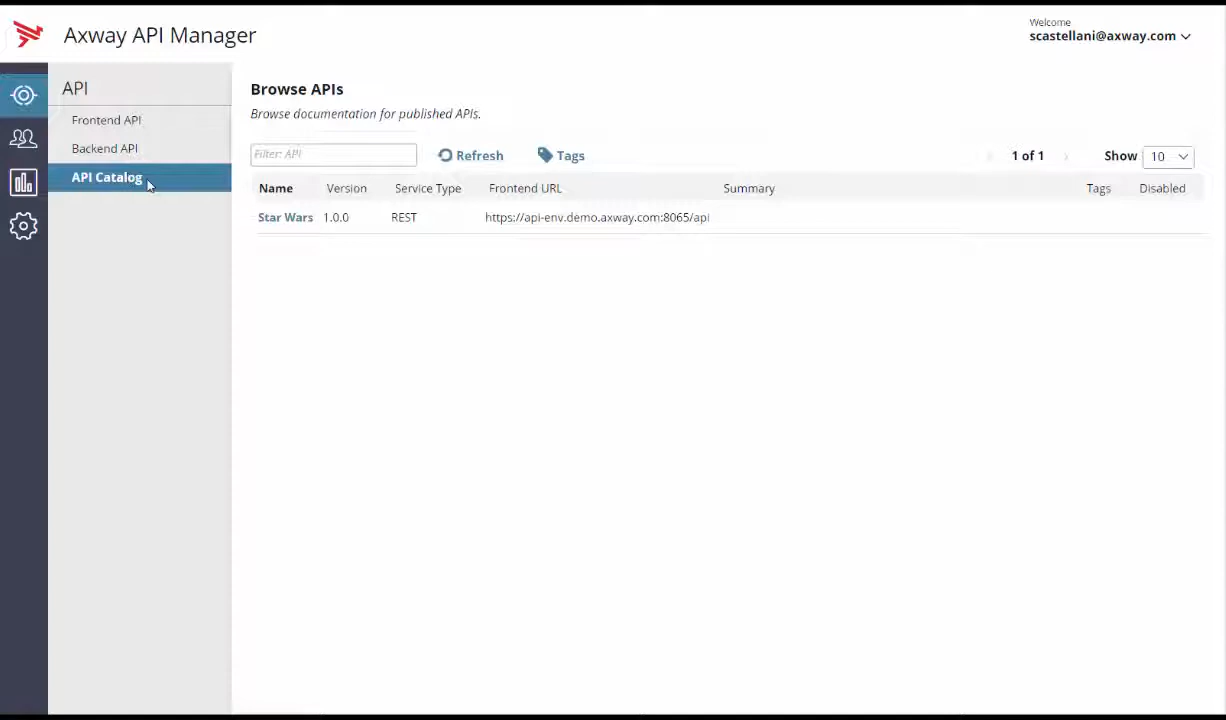 Axway API Manager
Welcome
scastellani@axway.com
API
Frontend API
Backend API
API Catalog
Browse APIs
Browse documentation for published APIs.
Filter: API Refresh Tags 1 of 1 Show 10
Name Version Service Type Frontend URL Summary Tags Disabled
Star Wars 1.0.0 REST https://api-env.demo.axway.com:8065/api